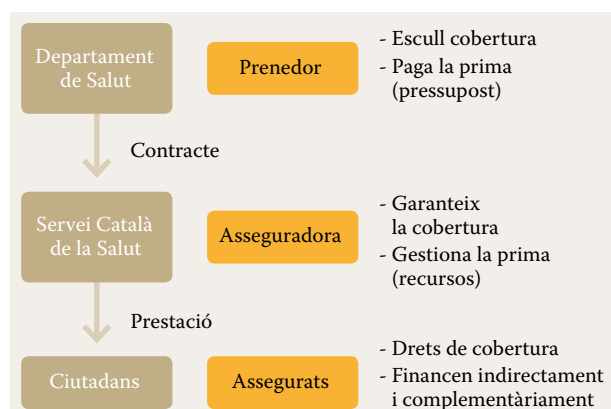 Departament
de Salut
Prenedor
- Escull cobertura
- Paga la prima
(pressupost)
Contracte
Servei Català
de la Salut
Asseguradora
- Garanteix
la cobertura
- Gestiona la prima
(recursos)
Prestació
Ciutadans
Assegurats
- Drets de cobertura
- Financen indirectament
i complementàriament